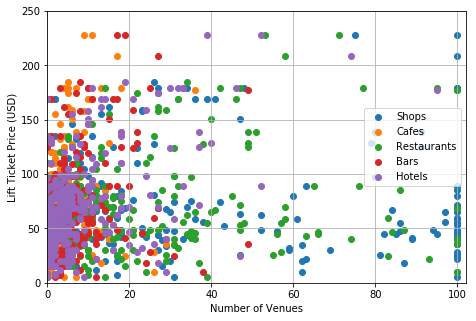 250
200
150
100
50
0
Lift Ticket Price (USD)
Shops
Cafes
Restaurants
Bars
Hotels
0 20 40 60 80 100
Number of Venues